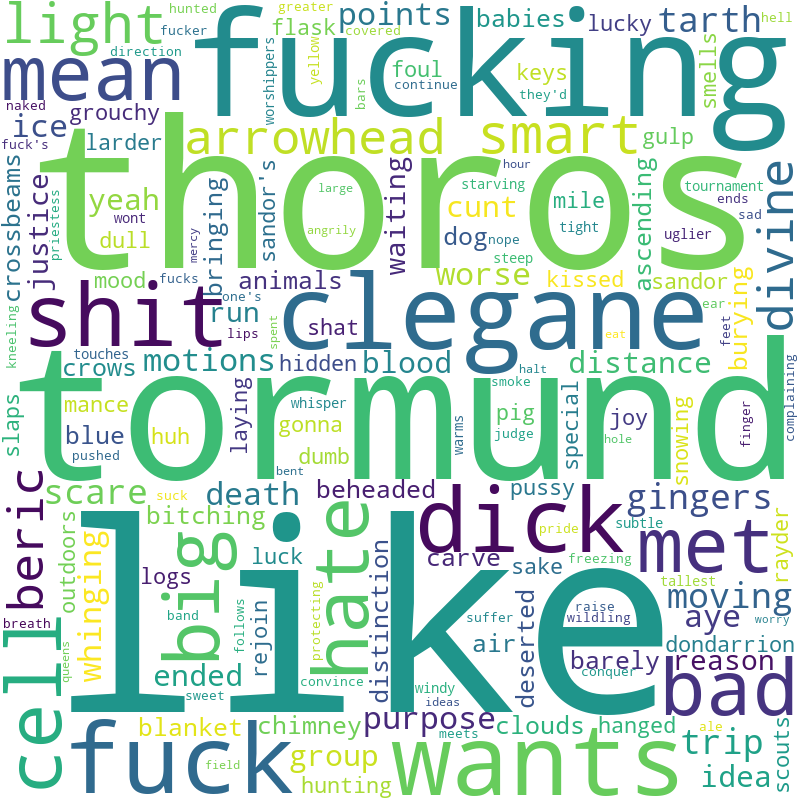 light
hunted
fucker
direction
fucking
greater
covered
flask
points
babies
lucky
tarth
hell
mean
yellow
worshippers
bars
foul
continue
keys
they'd
smells
naked
grouchy
ice
fuck's
larder
arrowhead
smart
gulp
thoros
crossbeams
justice
priestess
yeah
dull
bringing
sandor's
large
angrily
mercy
waiting
hour
starving
cunt
mile
tight
dog
nope
steep
ascending
tournament
ends
wont
sad
uglier
divine
mood
fucks
animals
worse
kissed
sandor
kneeling
shit
one's
run
lips
spent
shat
clegane
eat
burying
ear
feet
touches
crows
motions
hidden
blood
halt
smoke
distance
complaining
slaps
tormund
mance
blue
huh
pushed
laying
whisper
gonna
dumb
bent
warms
pig
judge
special
hole
joy
snowing
finger
scare
suck
death
beheaded
pussy
gingers
beric
outdoors
bitching
big
hate
dick
pride
subtle
met
rayder
whinging
logs
luck
carve
sake
freezing
tallest
cell
breath
queens
like
band
follows
rejoin
protecting
distinction
suffer
air
deserted
raise
wildling
moving
aye
worry
dondarrion
ended
sweet
convince
windy
ideas
barely
conquer
reason
bad
blanket
chimney
purpose
meets
clouds
hanged
ale
trip
scouts
fuck
field
group
hunting
wants
idea